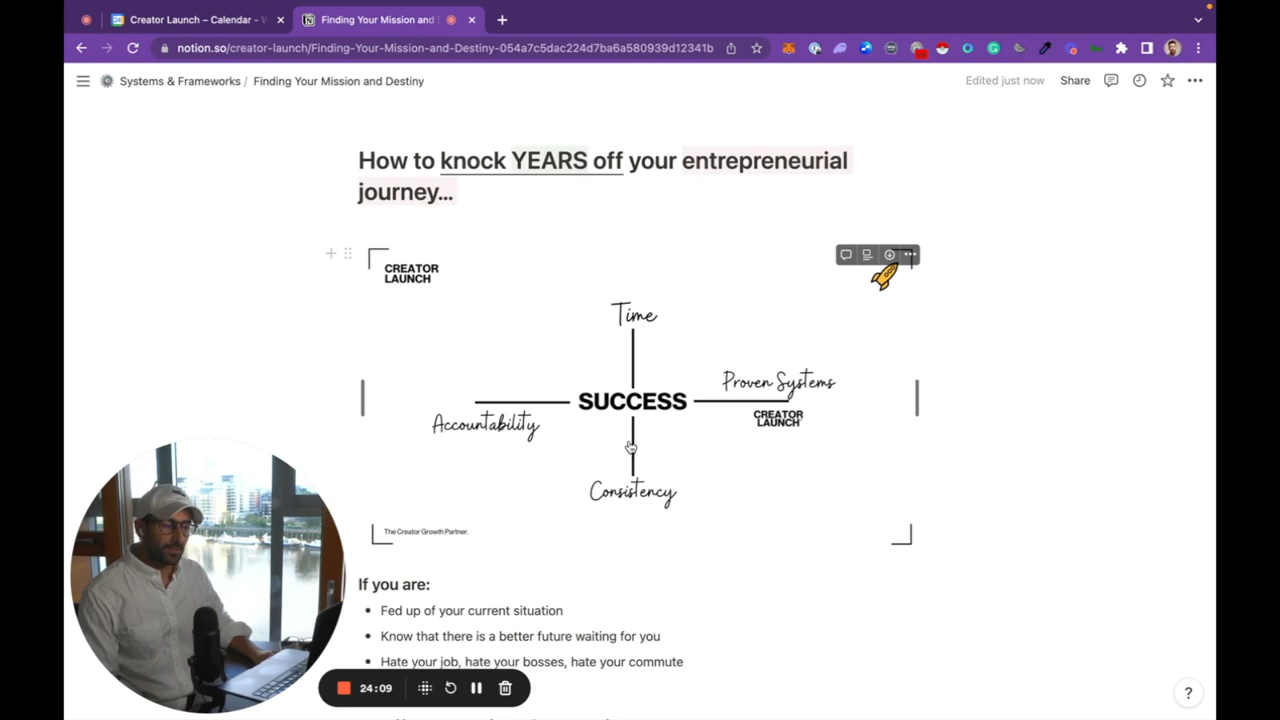 Creator Launch – Calendar -
Finding Your Mission and
notion.so/creator-launch/Finding-Your-Mission-and-Destiny-054a7c5dac224d7ba6a580939d12341b
Systems & Frameworks / Finding Your Mission and Destiny
Edited just now
Share
How to knock YEARS off your entrepreneurial
journey...
CREATOR
LAUNCH
Time
Proven Systems
SUCCESS
CREATOR
LAUNCH
Accountability
Consistency
The Creator Growth Partner.
If you are:
• Fed up of your current situation
• Know that there is a better future waiting for you
• Hate your job, hate your bosses, hate your commute
24:09
?